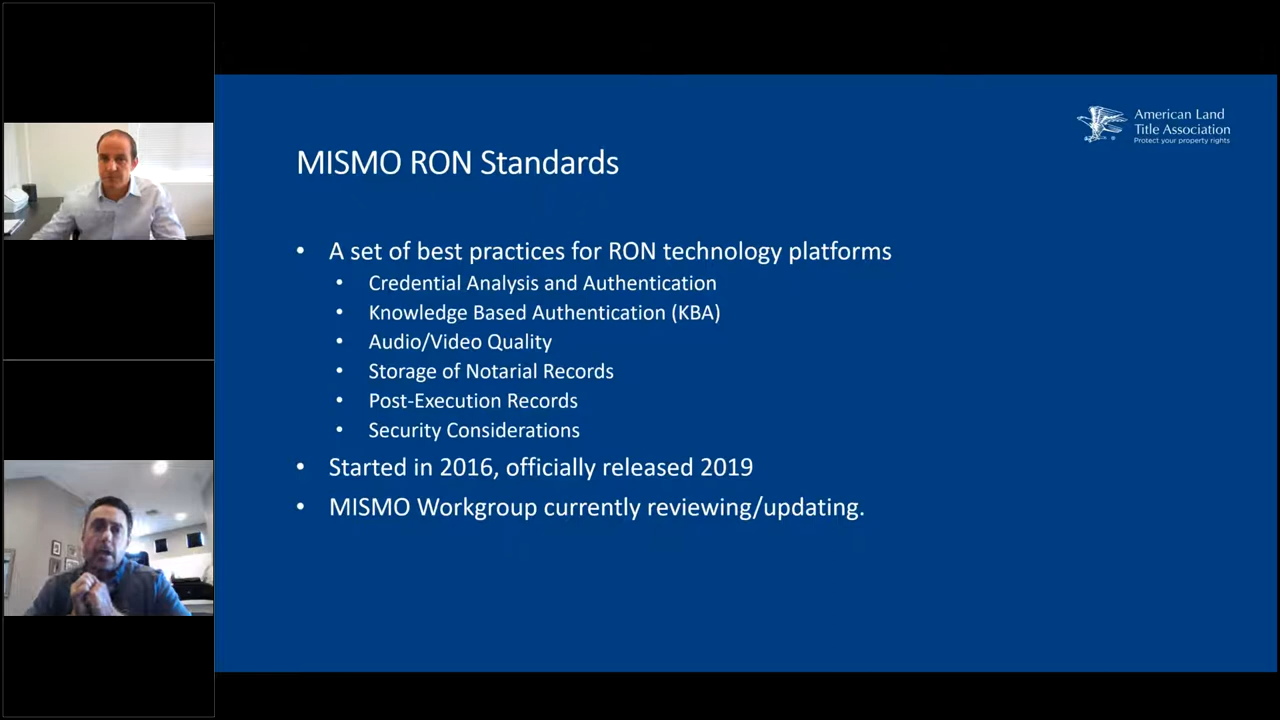 American Land
Title Association
Protect your property rights
MISMO RON Standards
• A set of best practices for RON technology platforms
• Credential Analysis and Authentication
• Knowledge Based Authentication (KBA)
• Audio/Video Quality
• Storage of Notarial Records
• Post-Execution Records
• Security Considerations
• Started in 2016, officially released 2019
• MISMO Workgroup currently reviewing/updating.